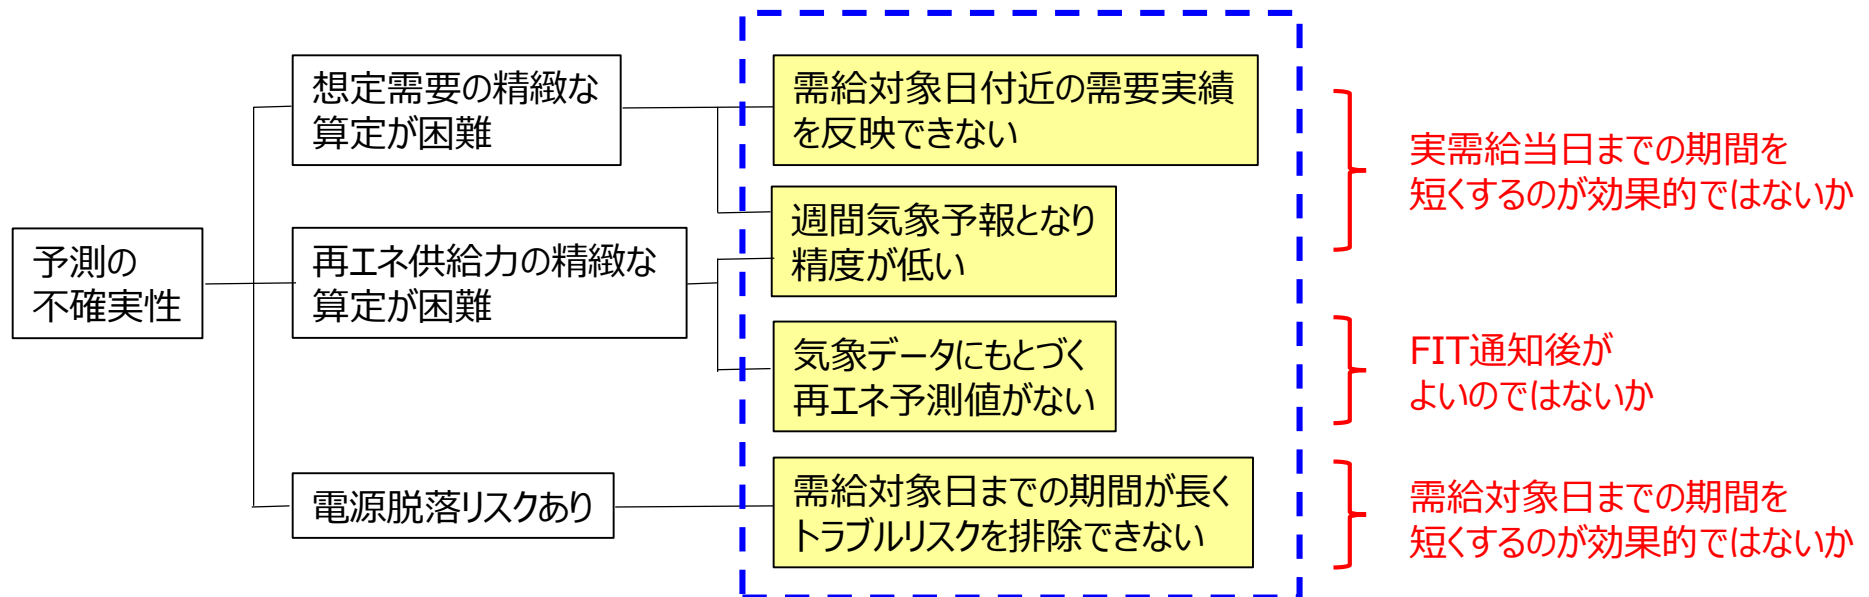 予測の
不確実性
想定需要の精緻な
算定が困難
再エネ供給力の精緻な
算定が困難
電源脱落リスクあり
需給対象日付近の需要実績
を反映できない
週間気象予報となり
精度が低い
気象データにもとづく
再エネ予測値がない
需給対象日までの期間が長く
トラブルリスクを排除できない
実需給当日までの期間を
短くするのが効果的ではないか
FIT通知後が
よいのではないか
需給対象日までの期間を
短くするのが効果的ではないか